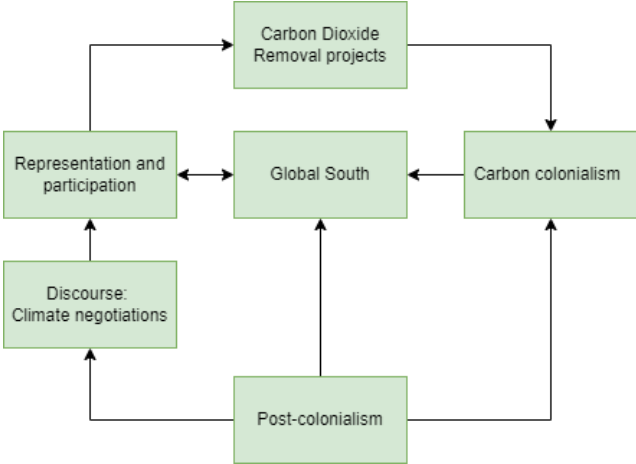 Carbon Dioxide
Removal projects
Representation and
participation
Global South
Carbon colonialism
Discourse:
Climate negotiations
Post-colonialism